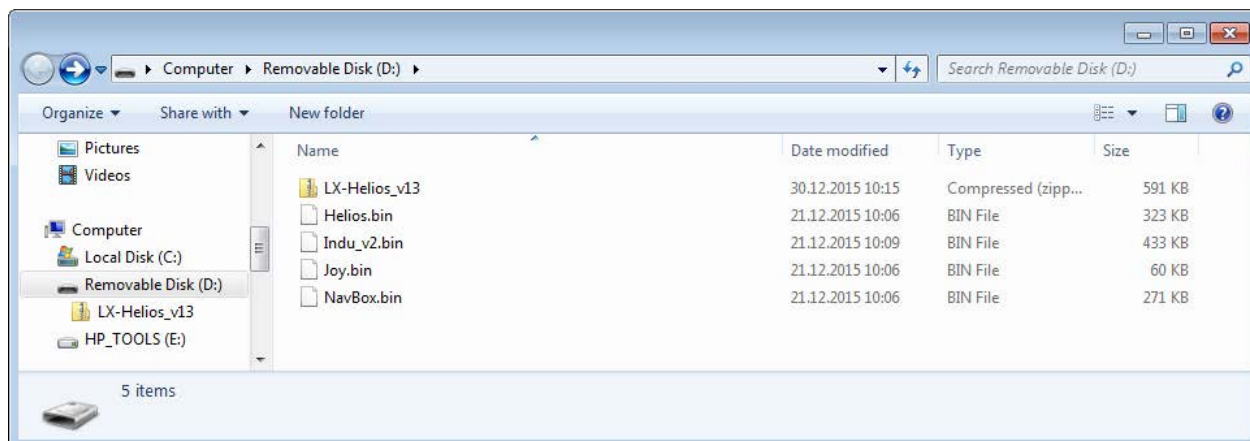 Computer Removable Disk (D:) Search Removable Disk (D:)
Organize Share with New folder
Pictures
Videos
Computer
Local Disk (C:)
Removable Disk (D:)
LX-Helios_v13
HP_TOOLS (E:)
Name Date modified Type Size
LX-Helios_v13 30.12.2015 10:15 Compressed (zipp... 591 KB
Helios.bin 21.12.2015 10:06 BIN File 323 KB
Indu_v2.bin 21.12.2015 10:09 BIN File 433 KB
Joy.bin 21.12.2015 10:06 BIN File 60 KB
NavBox.bin 21.12.2015 10:06 BIN File 271 KB
5 items